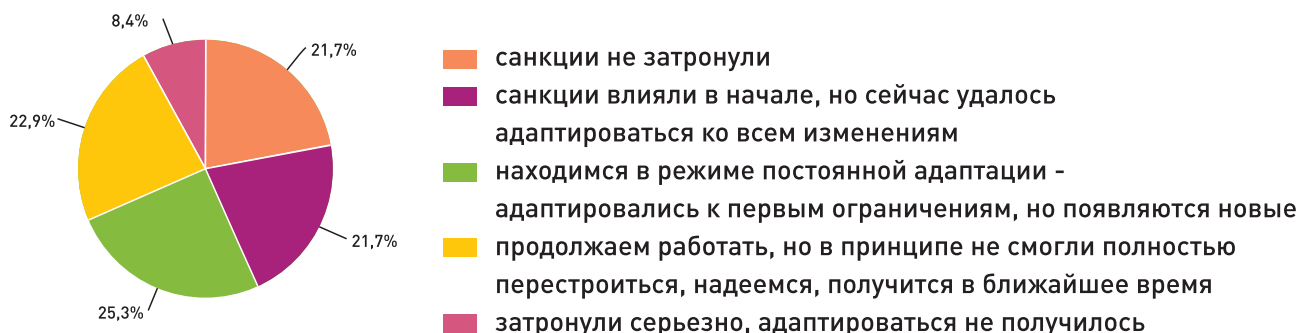 8,4%
21,7%
22,9%
21,7%
25,3%
санкции не затронули
санкции влияли в начале, но сейчас удалось
адаптироваться ко всем изменениям
находимся в режиме постоянной адаптации -
адаптировались к первым ограничениям, но появляются новые
продолжаем работать, но в принципе не смогли полностью
перестроиться, надеемся, получится в ближайшее время
затронули серьезно, адаптироваться не получилось